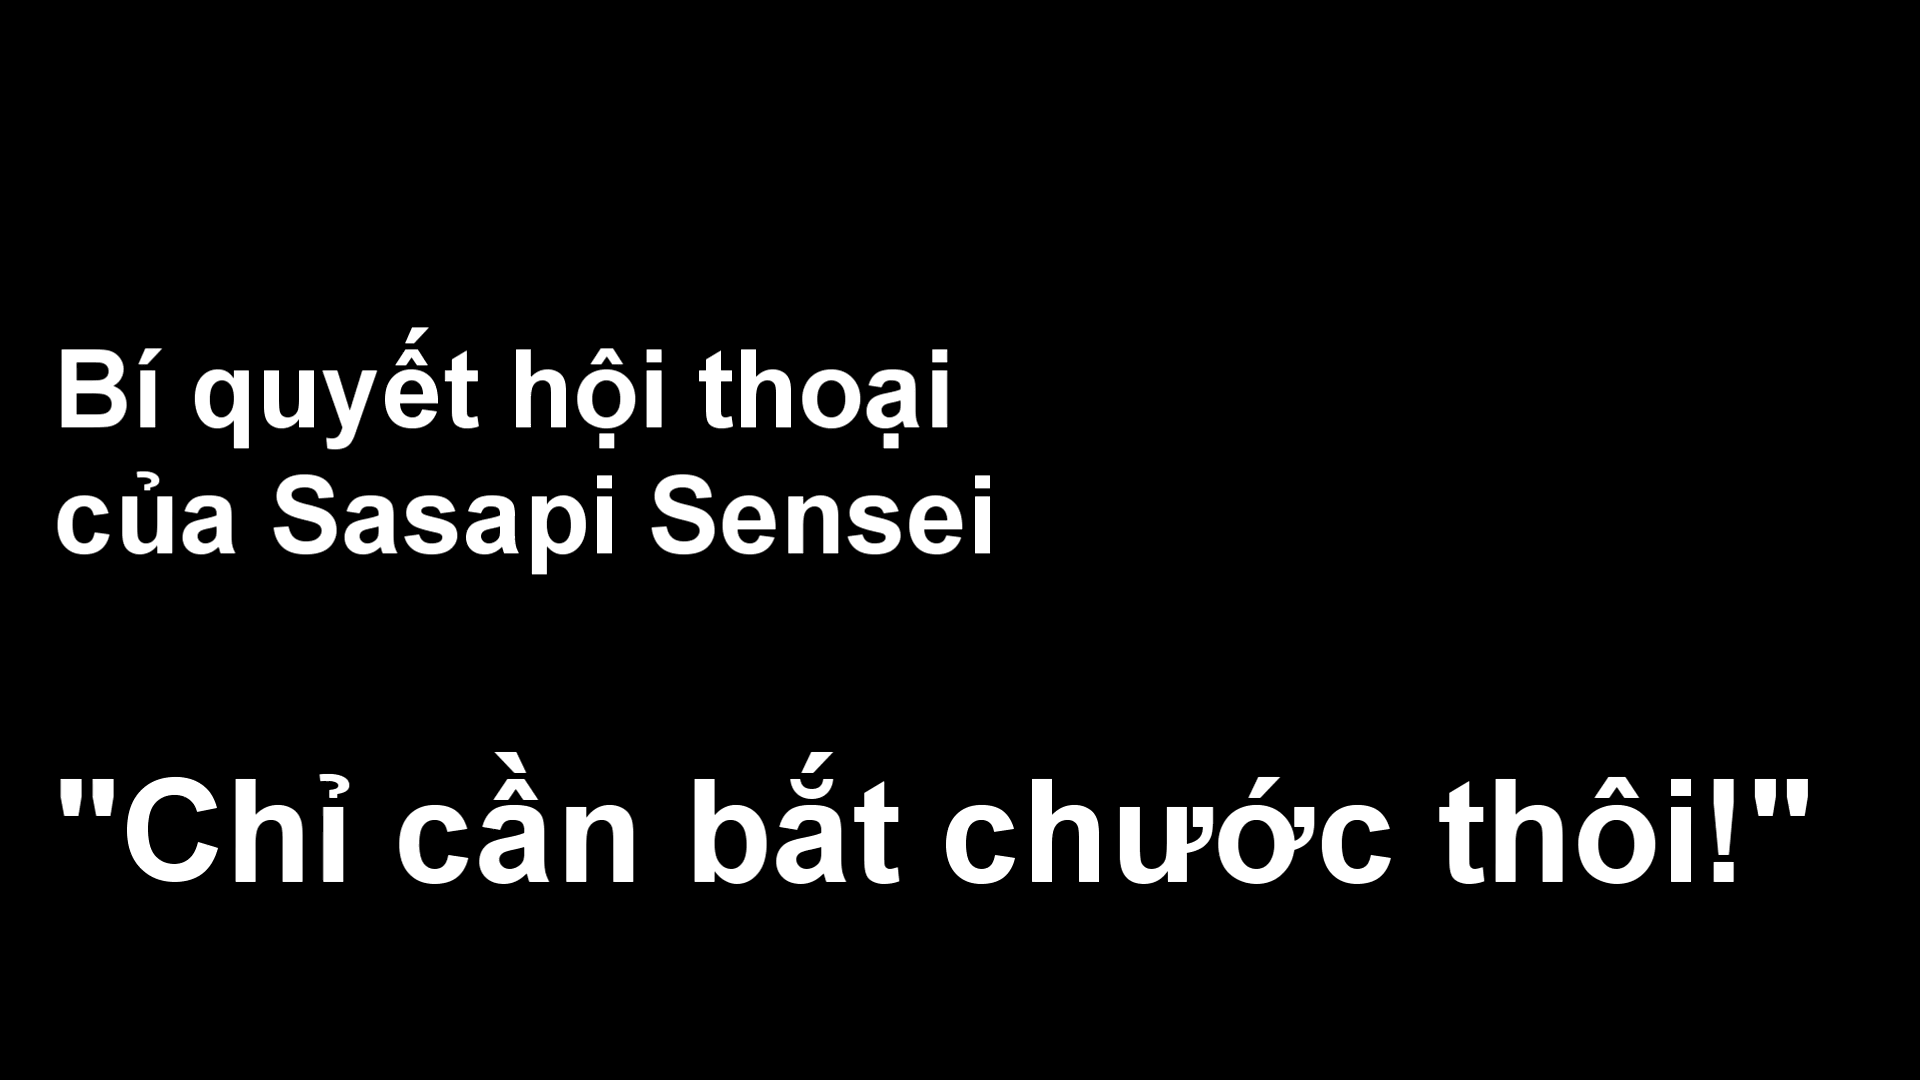 Bí quyết hội thoại
của Sasapi Sensei
"Chỉ cần bắt chước thôi!"